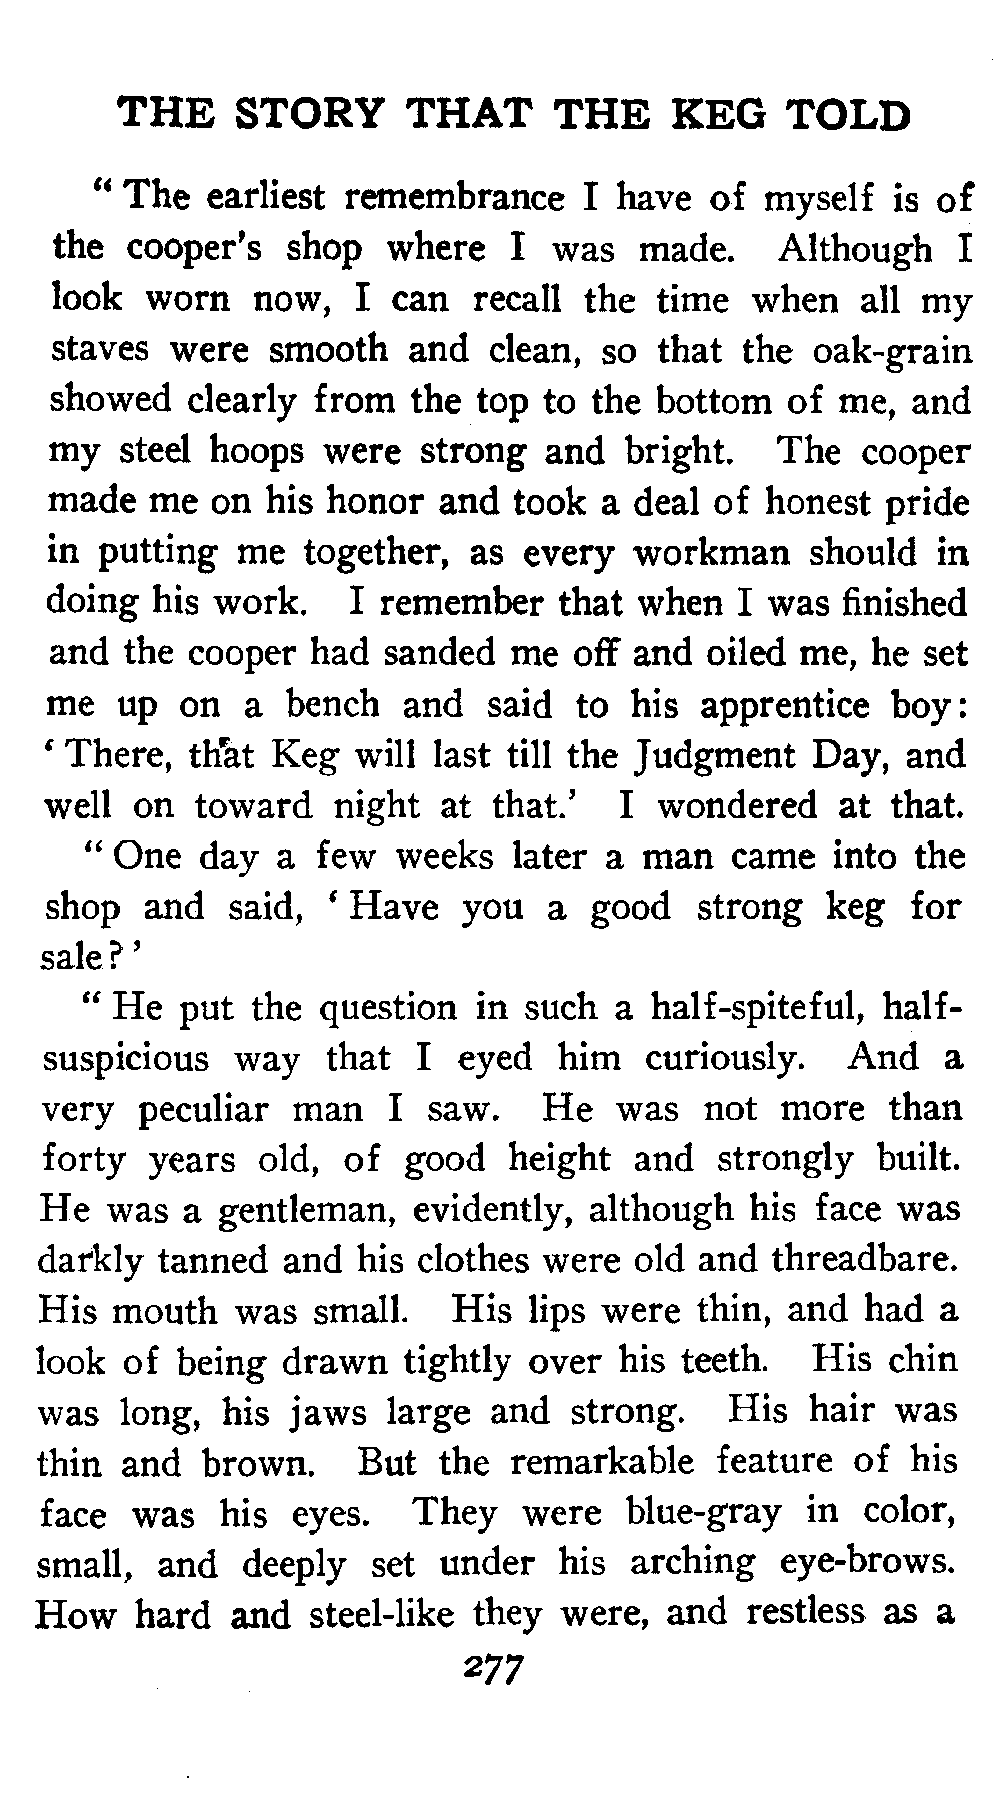 THE STORY THAT THE KEG TOLD
“ The earliest remembrance I have of myself is of
the cooper's shop where I was made. Although I
look worn now, I can recall the time when all my
staves were smooth and clean, so that the oak-grain
showed clearly from the top to the bottom of me, and
my steel hoops were strong and bright. The cooper
made me on his honor and took a deal of honest pride
in putting me together, as every workman should in
doing his work. I remember that when I was finished
and the cooper had sanded me off and oiled me, he set
me up on a bench and said to his apprentice boy:
‘ There, that Keg will last till the Judgment Day, and
well on toward night at that.’ I wondered at that.
“ One day a few weeks later a man came into the
shop and said, ‘ Have you a good strong keg for
sale? ’
“ He put the question in such a half-spiteful, half-
suspicious way that I eyed him curiously. And a
very peculiar man I saw. He was not more than
forty years old, of good height and strongly built.
He was a gentleman, evidently, although his face was
darkly tanned and his clothes were old and threadbare.
His mouth was small. His lips were thin, and had a
look of being drawn tightly over his teeth. His chin
was long, his jaws large and strong. His hair was
thin and brown. But the remarkable feature of his
face was his eyes. They were blue-gray in color,
small, and deeply set under his arching eye-brows.
How hard and steel-like they were, and restless as a
277